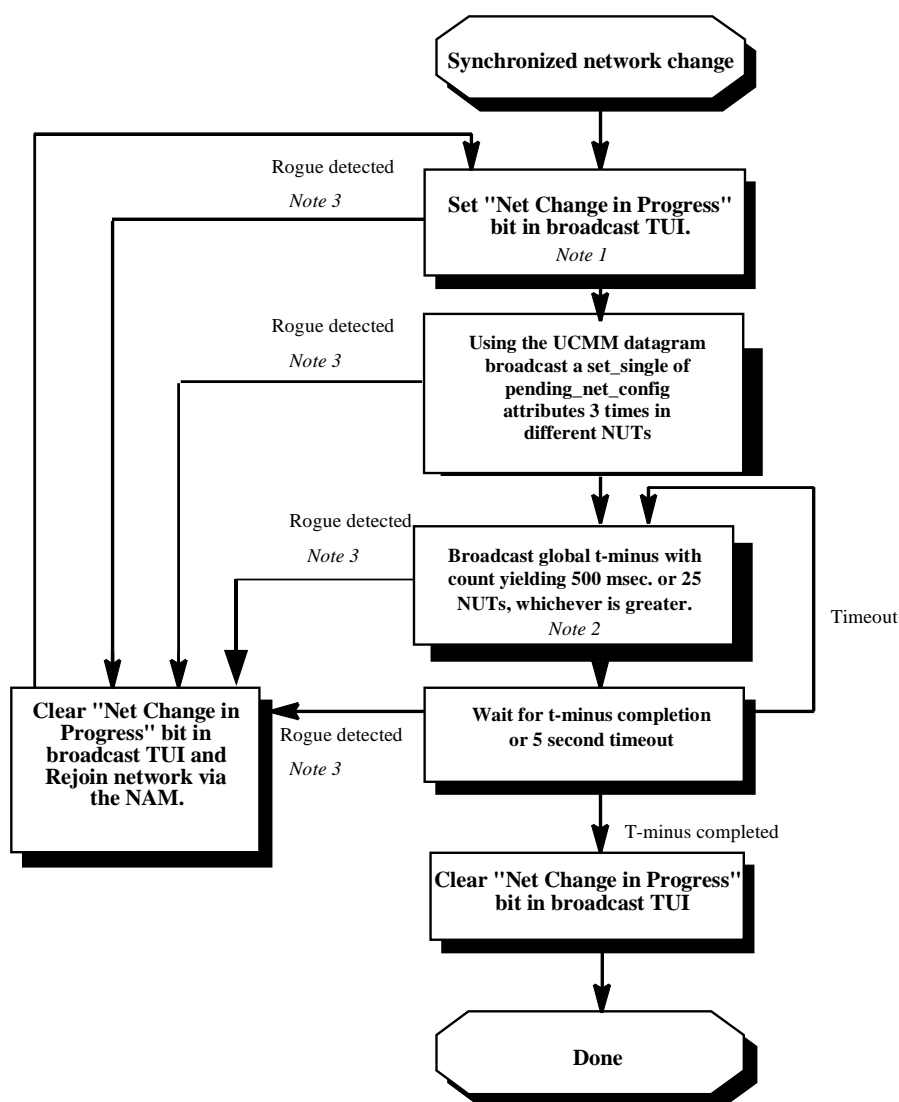 Synchronized network change
Rogue detected
Note 3
Set "Net Change in Progress"
bit in broadcast TUI.
Note 1
Rogue detected
Note 3
Using the UCMM datagram
broadcast a set_single of
pending_net_config
attributes 3 times in
different NUTs
Rogue detected
Note 3
Broadcast global t-minus with
count yielding 500 msec. or 25
NUTs, whichever is greater.
Note 2
Timeout
Clear "Net Change in
Progress" bit in
broadcast TUI and
Rejoin network via
the NAM.
Rogue detected
Note 3
Wait for t-minus completion
or 5 second timeout
T-minus completed
Clear "Net Change in Progress"
bit in broadcast TUI
Done